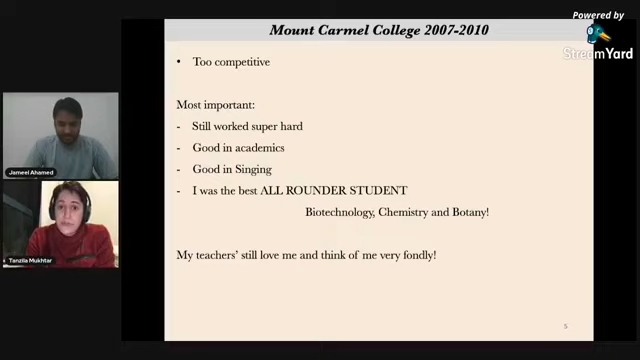 Mount Carmel College 2007-2010
Powered by
StreamYard
• Too competitive
Most important:
- Still worked super hard
- Good in academics
- Good in Singing
- I was the best ALL ROUNDER STUDENT
Biotechnology, Chemistry and Botany!
My teachers' still love me and think of me very fondly!
5
Jameel Ahamed
Tanzila Mukhtar